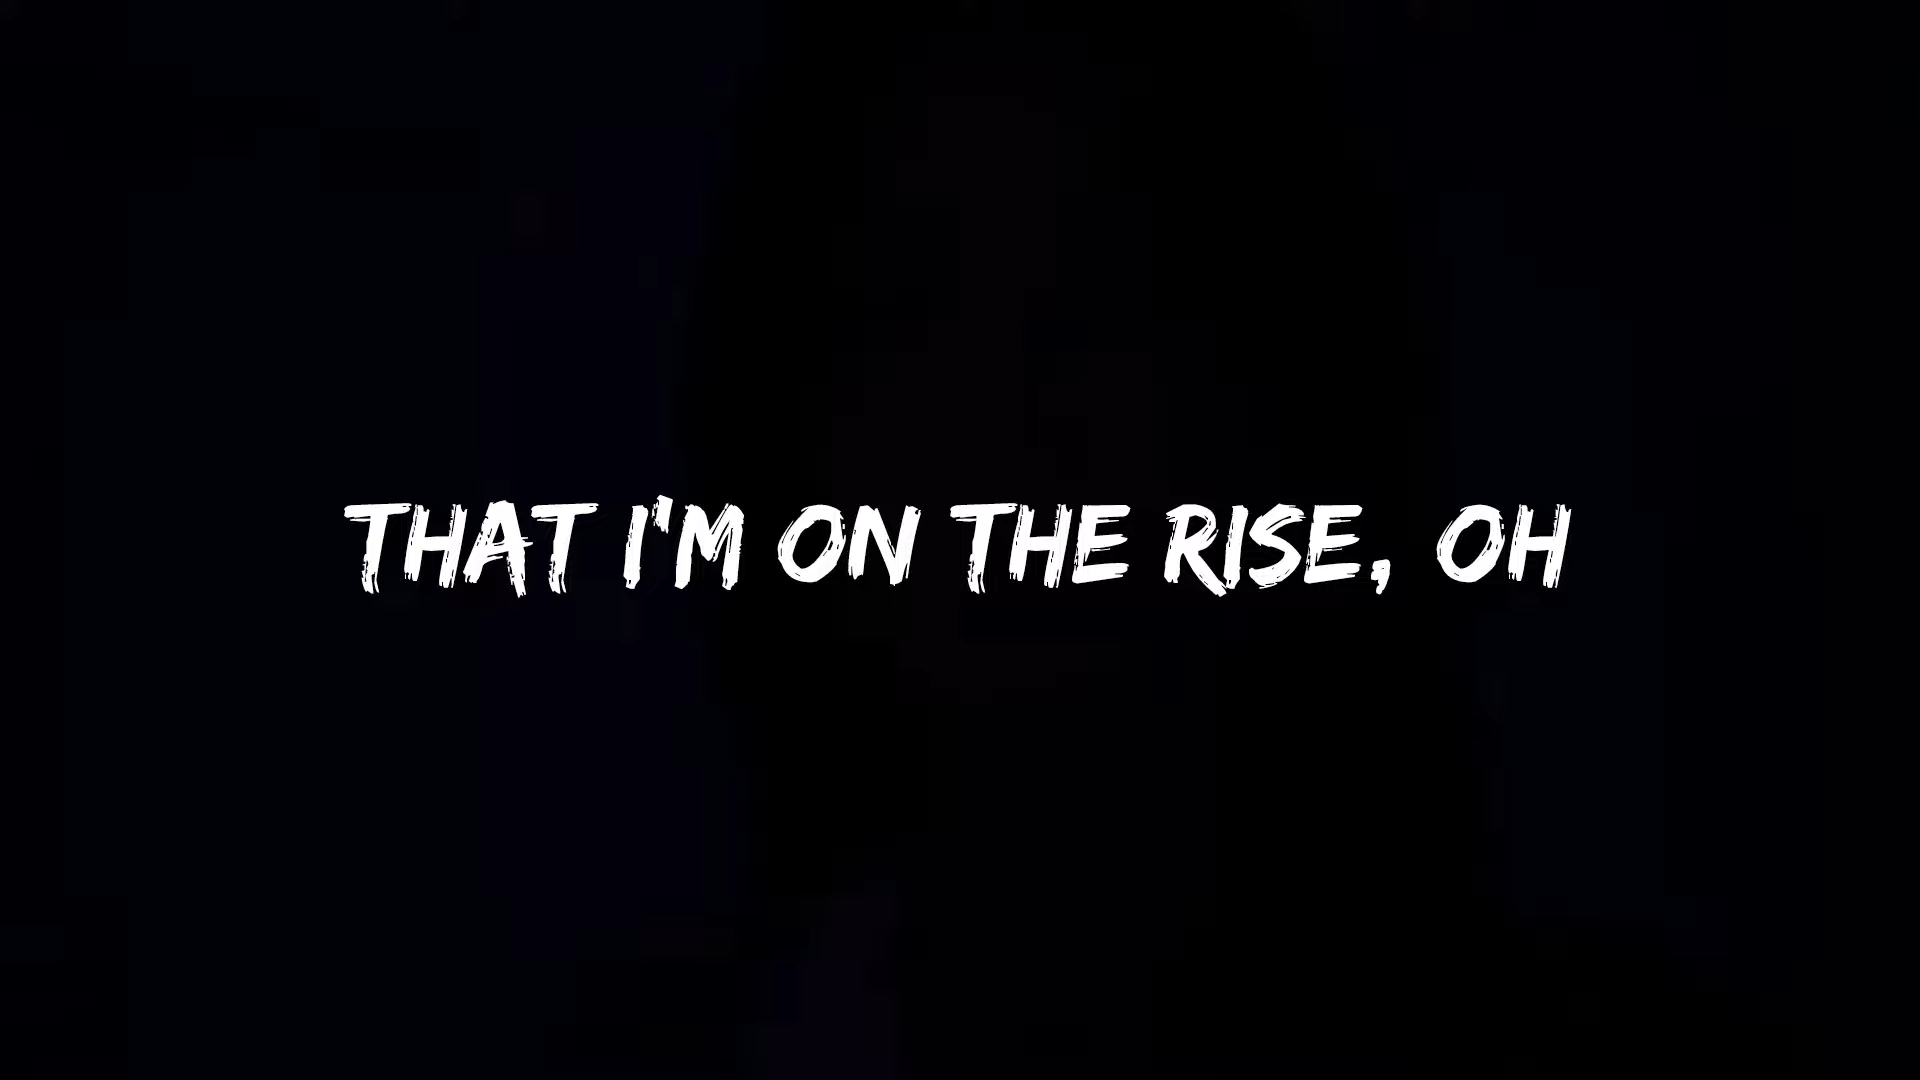 THAT I'M ON THE RISE, OH